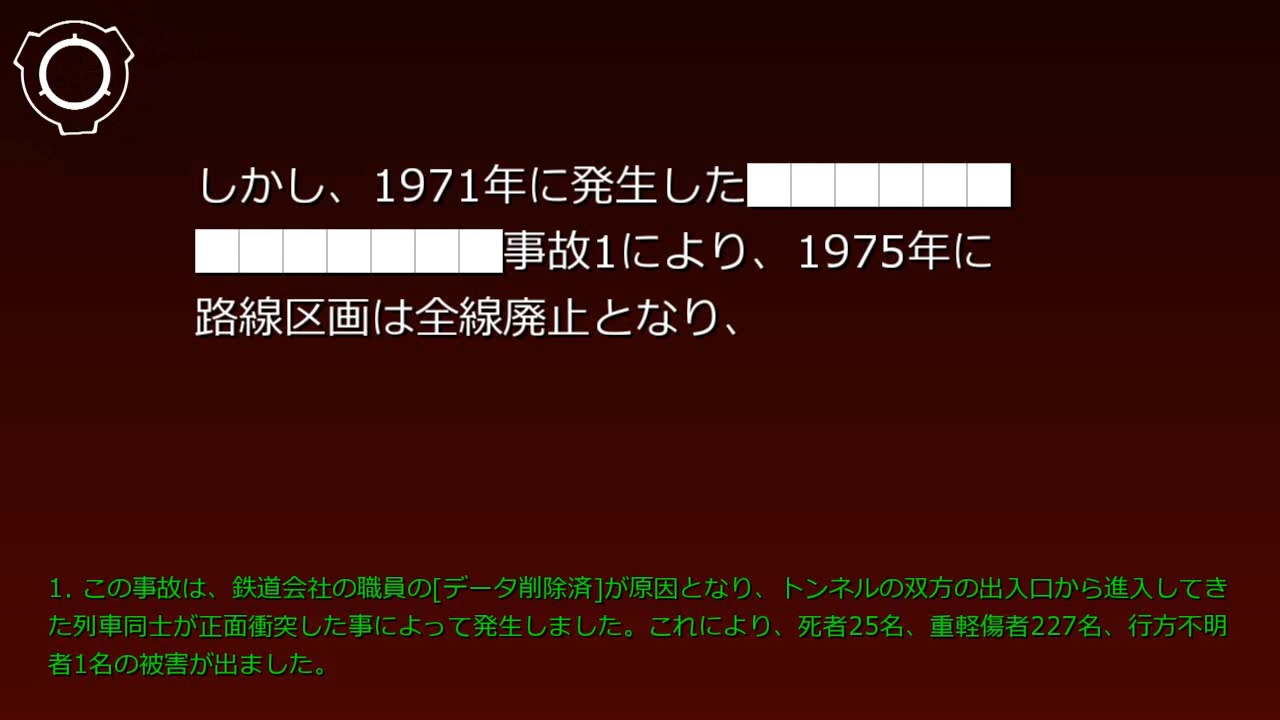 しかし、1971年に発生した██████
███████事故1により、1975年に
路線区画は全線廃止となり、
1. この事故は、鉄道会社の職員の[データ削除済]が原因となり、トンネルの双方の出入口から進入してき
た列車同士が正面衝突した事によって発生しました。これにより、死者25名、重軽傷者227名、行方不明
者1名の被害が出ました。